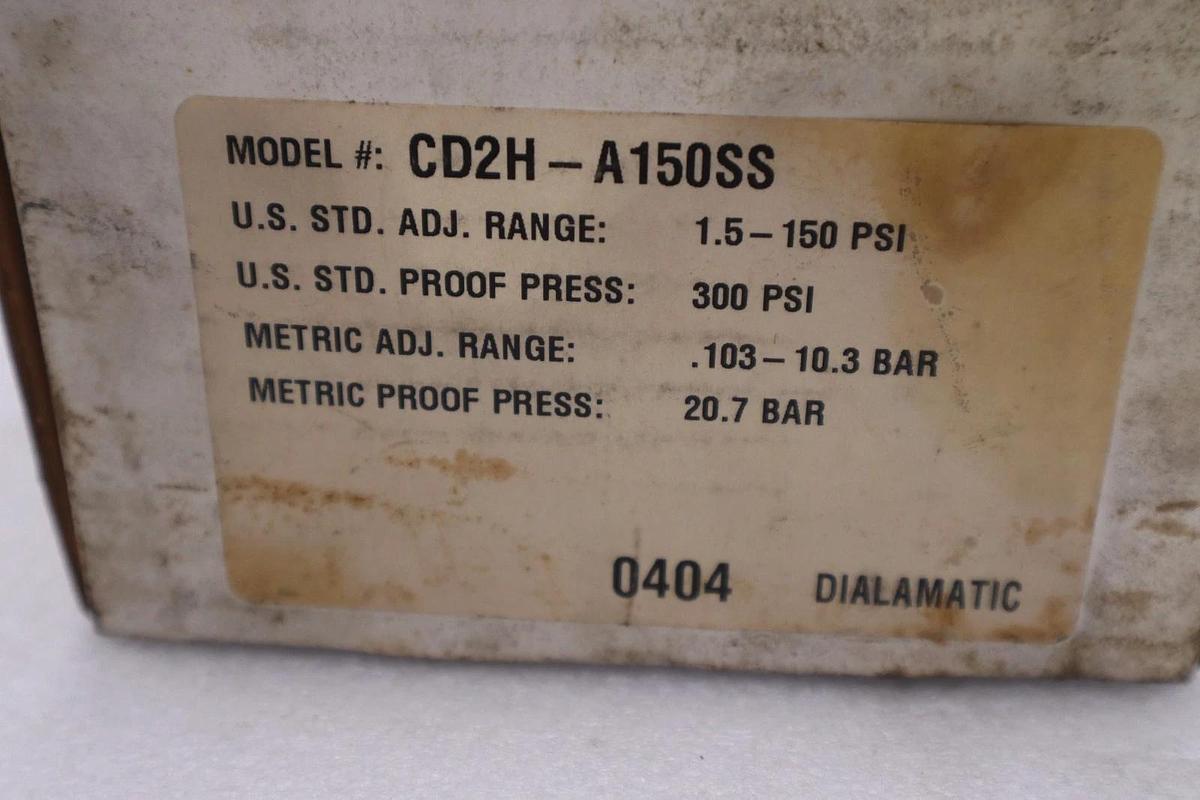 MODEL #: CD2H – A150SS
U.S. STD. ADJ. RANGE: 1.5 – 150 PSI
U.S. STD. PROOF PRESS: 300 PSI
METRIC ADJ. RANGE: .103 – 10.3 BAR
METRIC PROOF PRESS: 20.7 BAR
0404 DIALAMATIC